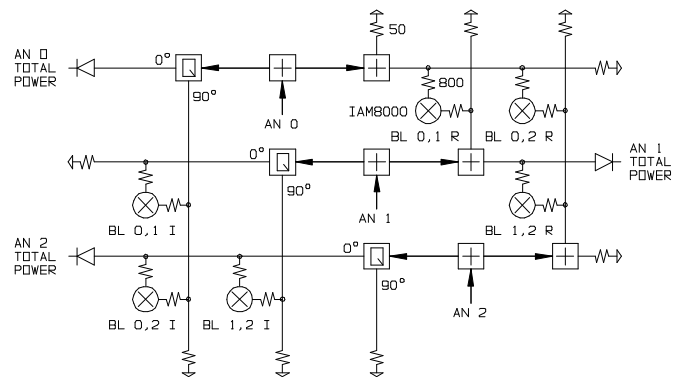 50
AN 0
TOTAL
POWER
0°
90°
AN 0
800
IAM8000
BL 0,1 R
BL 0,2 R
0°
90°
AN 1
AN 1
TOTAL
POWER
BL 0,1 I
BL 1,2 R
AN 2
TOTAL
POWER
0°
90°
AN 2
BL 0,2 I
BL 1,2 I